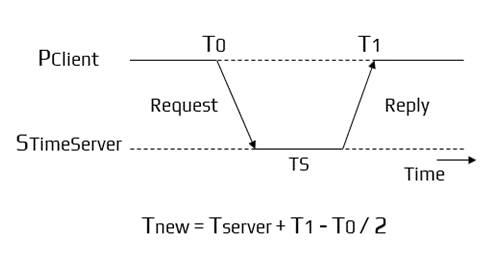 T0 T1
PClient
Request Reply
STimeServer
TS
Time
Tnew = Tserver + T1 - T0 / 2